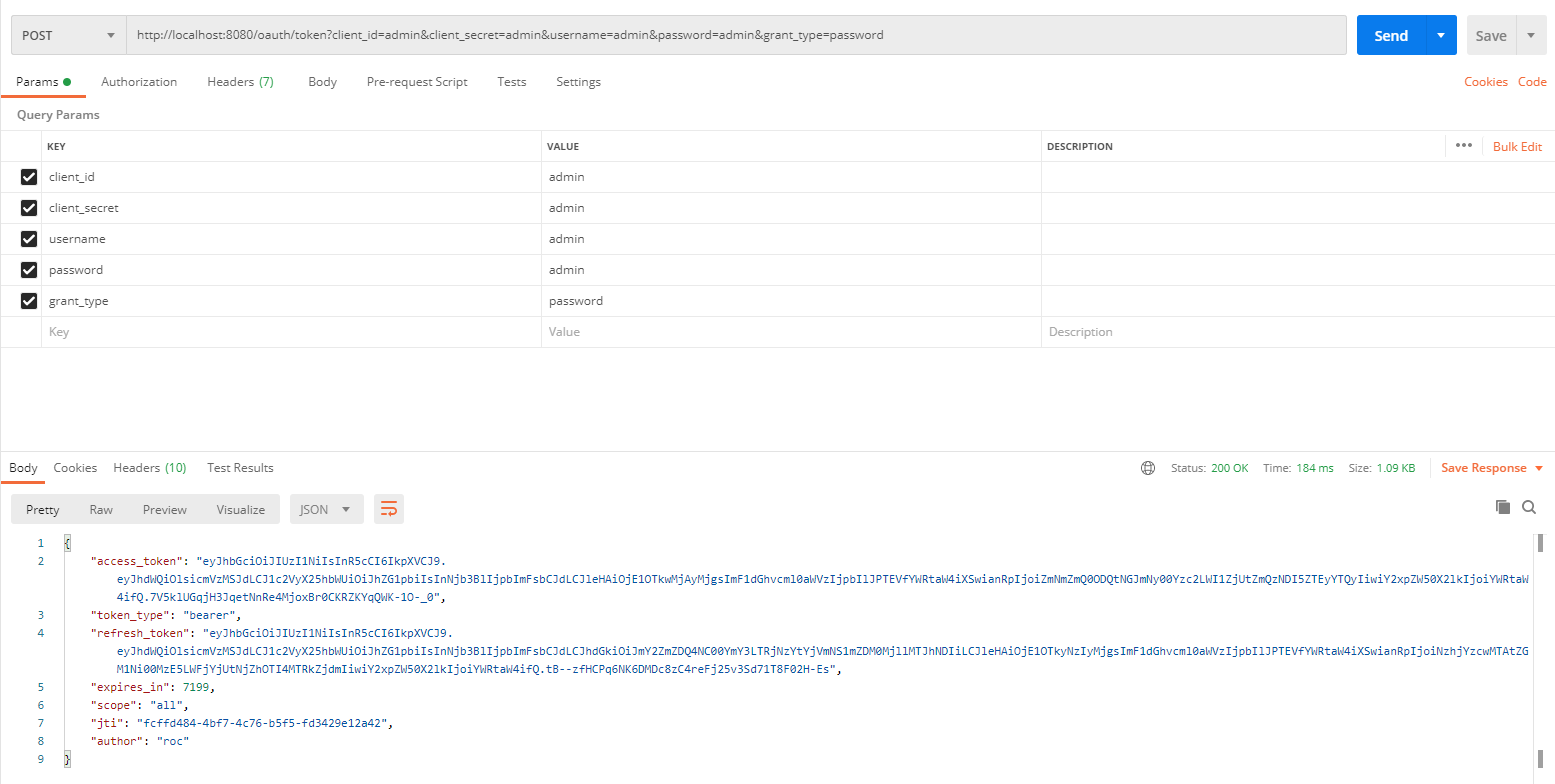 POST
http://localhost:8080/oauth/token?client_id=admin&client_secret=admin&username=admin&password=admin&grant_type=password
Send
Save
Params Authorization Headers (7) Body Pre-request Script Tests Settings Cookies Code
Query Params
KEY VALUE DESCRIPTION ••• Bulk Edit
client_id admin
client_secret admin
username admin
password admin
grant_type password
Key Value Description
Body Cookies Headers (10) Test Results Status: 200 OK Time: 184 ms Size: 1.09 KB Save Response
Pretty Raw Preview Visualize JSON
1 {
2 "access_token": "eyJhbGciOiJIUzI1NiIsInR5cCI6IkpXVCJ9.
eyJhdWQiOlsicmVzMSJdLCJ1c2VyX25hbWUiOiJhZG1pbiIsInNjb3BlIjpbImFsbCJdLCJleHAiOjE1OTkwMjAyMjgsImF1dGhvcml0aWVzIjpbIlJPTEVfYWRtaW4iXSwianRpIjoiZmNmZmQ0ODQtNGJmNy00Yzc2LWI1ZjUtZmQzNDI5ZTEyYTQyIiwiY2xpZW50X2lkIjoiYWRtaW
4ifQ.7V5klUGqjH3JqetNnRe4MjoxBr0CKRZKYqQWK-1O-_0",
3 "token_type": "bearer",
4 "refresh_token": "eyJhbGciOiJIUzI1NiIsInR5cCI6IkpXVCJ9.
eyJhdWQiOlsicmVzMSJdLCJ1c2VyX25hbWUiOiJhZG1pbiIsInNjb3BlIjpbImFsbCJdLCJhdGkiOiJmY2ZmZDQ4NC00YmY3LTRjNzYtYjVmNS1mZDM0MjllMTJhNDIiLCJleHAiOjE1OTkyNzIyMjgsImF1dGhvcml0aWVzIjpbIlJPTEVfYWRtaW4iXSwianRpIjoiNzhjYzcwMTAtZG
M1Ni00MzE5LWFjYjUtNjZhOTI4MTRkZjdmIiwiY2xpZW50X2lkIjoiYWRtaW4ifQ.tB--zfHCPq6NK6DMDc8zC4reFj25v3Sd71T8F02H-Es",
5 "expires_in": 7199,
6 "scope": "all",
7 "jti": "fcffd484-4bf7-4c76-b5f5-fd3429e12a42",
8 "author": "roc"
9 }